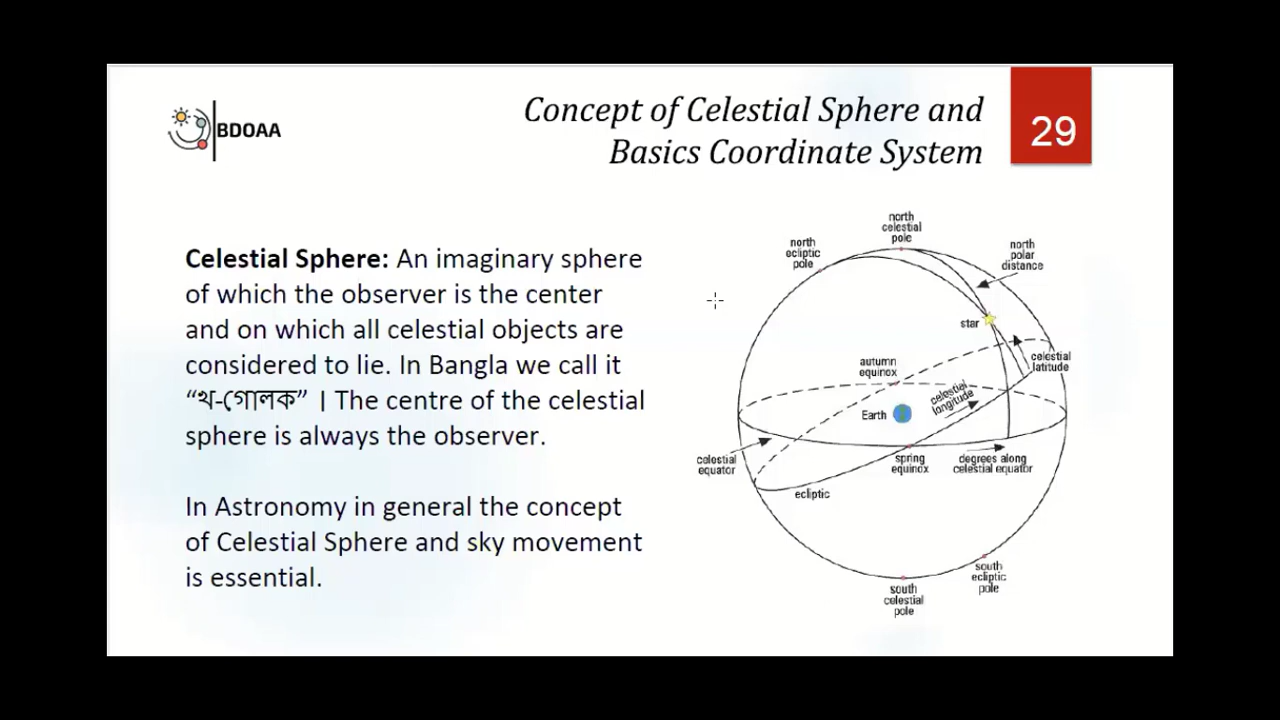 BDOAA
Concept of Celestial Sphere and
Basics Coordinate System
29
Celestial Sphere: An imaginary sphere
of which the observer is the center
and on which all celestial objects are
considered to lie. In Bangla we call it
“খ-গোলক” | The centre of the celestial
sphere is always the observer.
In Astronomy in general the concept
of Celestial Sphere and sky movement
is essential.
north
celestial
pole
north
ecliptic
pole
north
polar
distance
star
celestial
latitude
autumn
equinox
celestial
longitude
Earth
celestial
equator
spring
equinox
degrees along
celestial equator
ecliptic
south
ecliptic
pole
south
celestial
pole